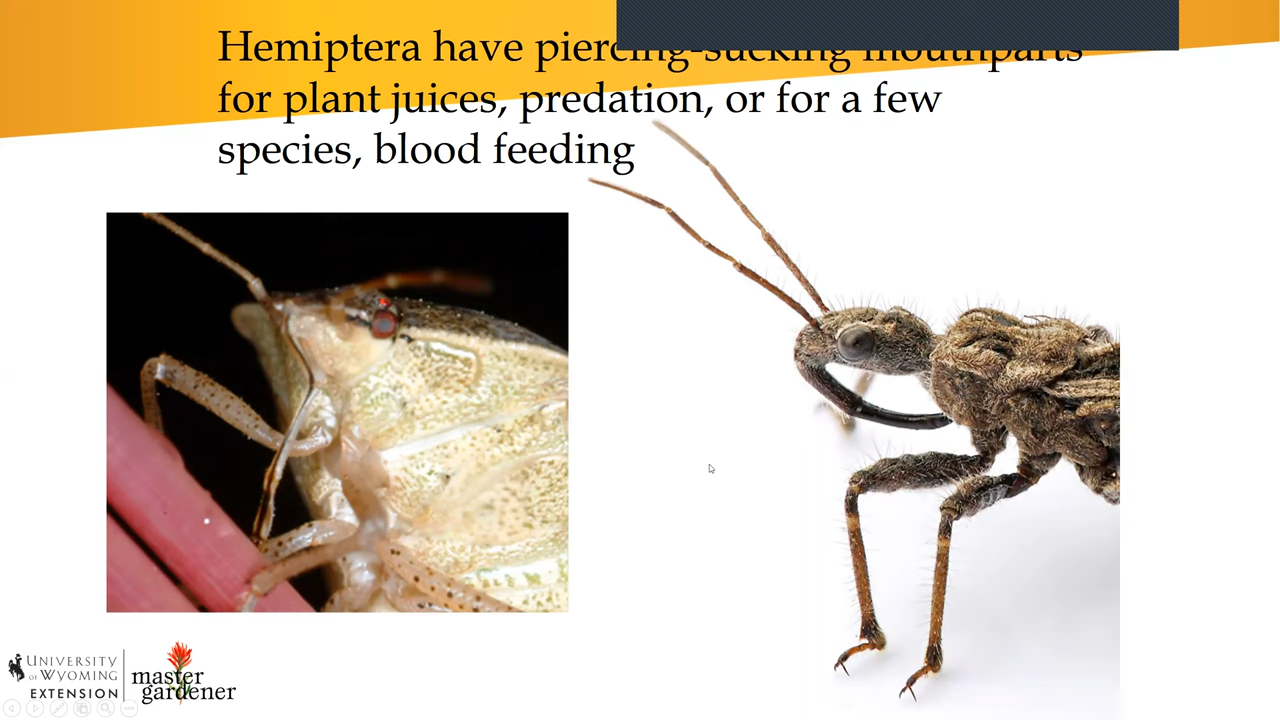 Hemiptera have piercing-sucking mouthparts
for plant juices, predation, or for a few
species, blood feeding
UNIVERSITY
OF WYOMING
EXTENSION
master
gardener